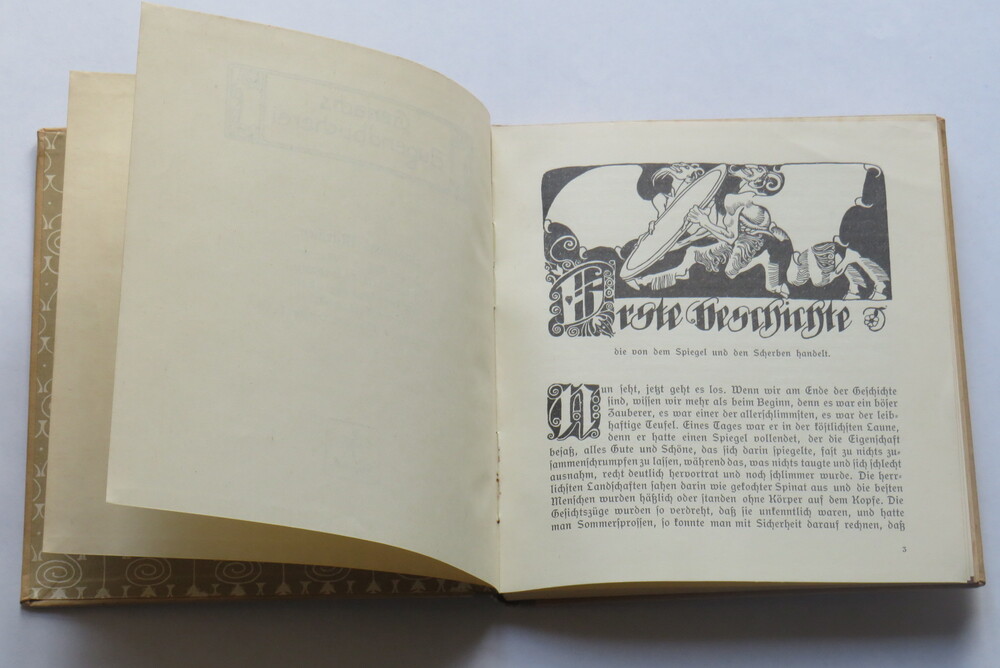 Erste Geschichte
die von dem Spiegel und den Scherben handelt.
Nun seht, jetzt geht es los. Wenn wir am Ende der Geschichte
sind, wissen wir mehr als beim Beginn, denn es war ein böser
Zauberer, es war einer der allerschlimmsten, es war der leib-
haftige Teufel. Eines Tages war er in der köstlichsten Laune,
denn er hatte einen Spiegel vollendet, der die Eigenschaft
besaß, alles Gute und Schöne, das sich darin spiegelte, fast zu nichts zu-
sammenschrumpfen zu lassen, während das, was nichts taugte und sich schlecht
ausnahm, recht deutlich hervortrat und noch schlimmer wurde. Die herr-
lichsten Landschaften sahen darin wie gekochter Spinat aus und die besten
Menschen wurden häßlich oder standen ohne Körper auf dem Kopfe. Die
Gesichtszüge wurden so verdreht, daß sie unkenntlich waren, und hatte
man Sommersprossen, so konnte man mit Sicherheit darauf rechnen, daß
3